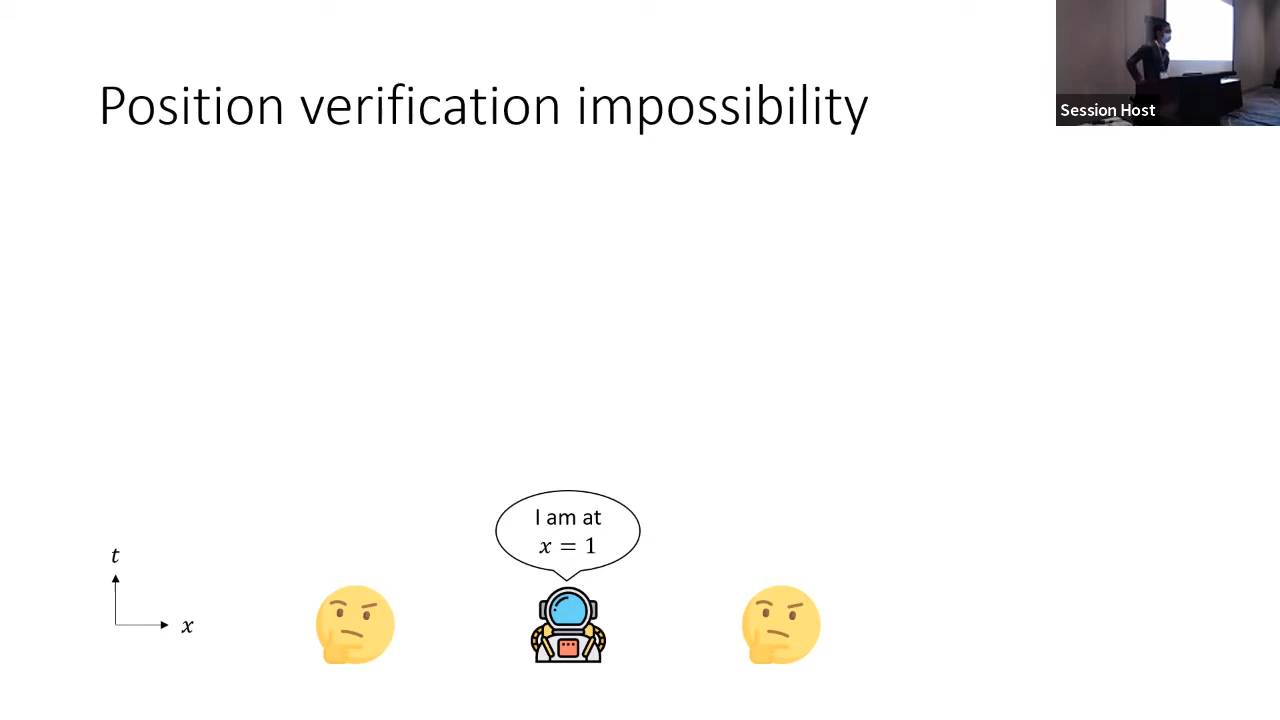 Position verification impossibility
Session Host
I am at
x = 1
t
x